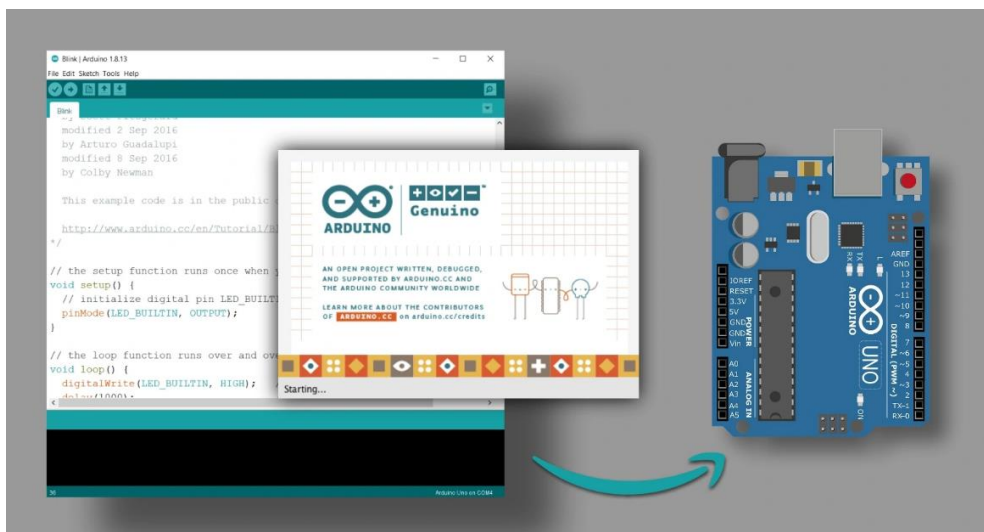 Blink | Arduino 1.8.13
File Edit Sketch Tools Help
Blink
modified 2 Sep 2016
by Arturo Guadalupi
modified 8 Sep 2016
by Colby Newman
This example code is in the public
http://www.arduino.cc/en/Tutorial/Bl
*/
// the setup function runs once when
void setup() {
// initialize digital pin LED_BUILT
pinMode(LED_BUILTIN, OUTPUT);
}
// the loop function runs over and ov
void loop() {
digitalWrite(LED_BUILTIN, HIGH); /
36
Arduino Uno on COM4
ARDUINO
Genuino
AN OPEN PROJECT WRITTEN, DEBUGGED,
AND SUPPORTED BY ARDUINO.CC AND
THE ARDUINO COMMUNITY WORLDWIDE
LEARN MORE ABOUT THE CONTRIBUTORS
OF ARDUINO.CC on arduino.cc/credits
Starting...
IOREF
RESET
3.3V
5V
GND
GND
Vin
POWER
A0
A1
A2
A3
A4
A5
ANALOG IN
RX
TX
L
ARDUINO
UNO
ON
AREF
GND
13
12
~11
~10
~9
8
7
~6
~5
4
~3
2
TX-1
RX-0
DIGITAL (PWM ~)